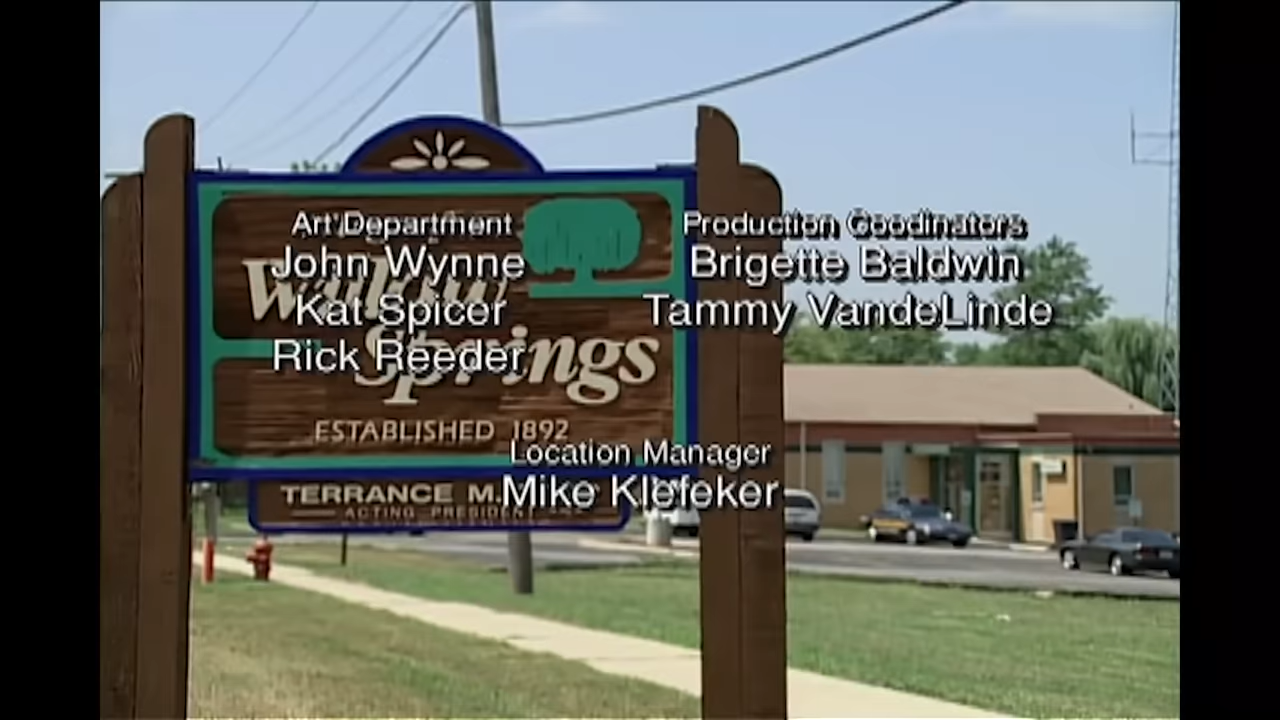 Art Department
John Wynne
Kat Spicer
Rick Reeder
Production Coodinators
Brigette Baldwin
Tammy VandeLinde
Location Manager
Mike Klefeker
Willow
Springs
ESTABLISHED 1892
TERRANCE M.
ACTING PRESIDENT